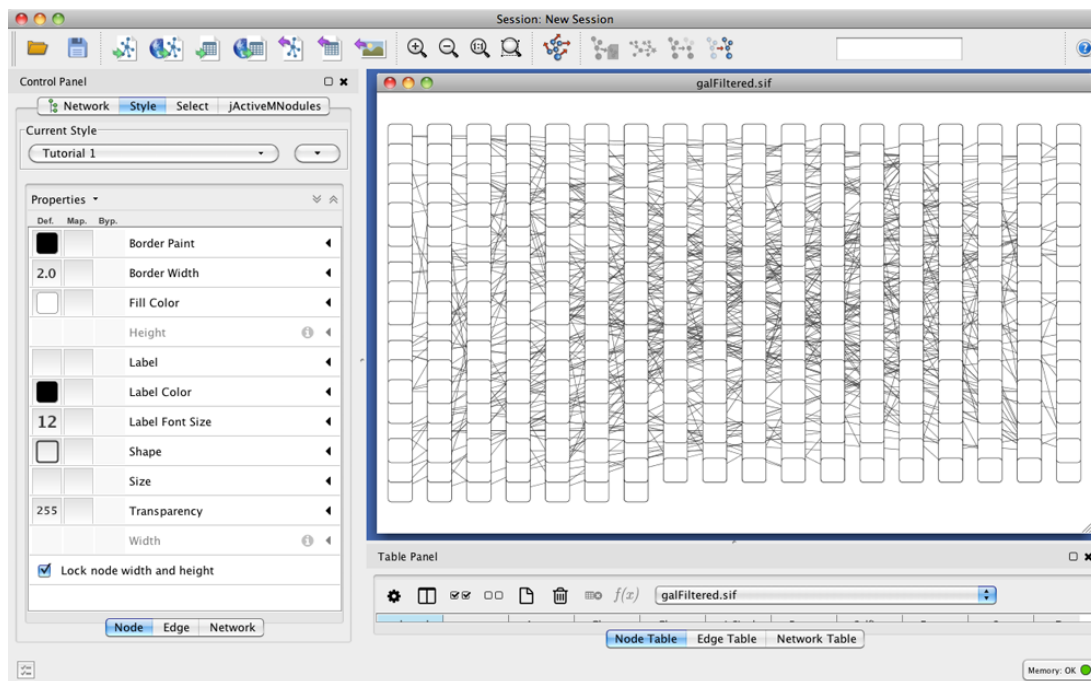 Session: New Session
Control Panel
Network Style Select jActiveMNodules
Current Style
Tutorial 1
Properties
Def. Map. Byp.
Border Paint
2.0 Border Width
Fill Color
Height
Label
Label Color
12 Label Font Size
Shape
Size
255 Transparency
Width
Lock node width and height
Node Edge Network
galFiltered.sif
Table Panel
f(x) galFiltered.sif
Node Table Edge Table Network Table
Memory: OK